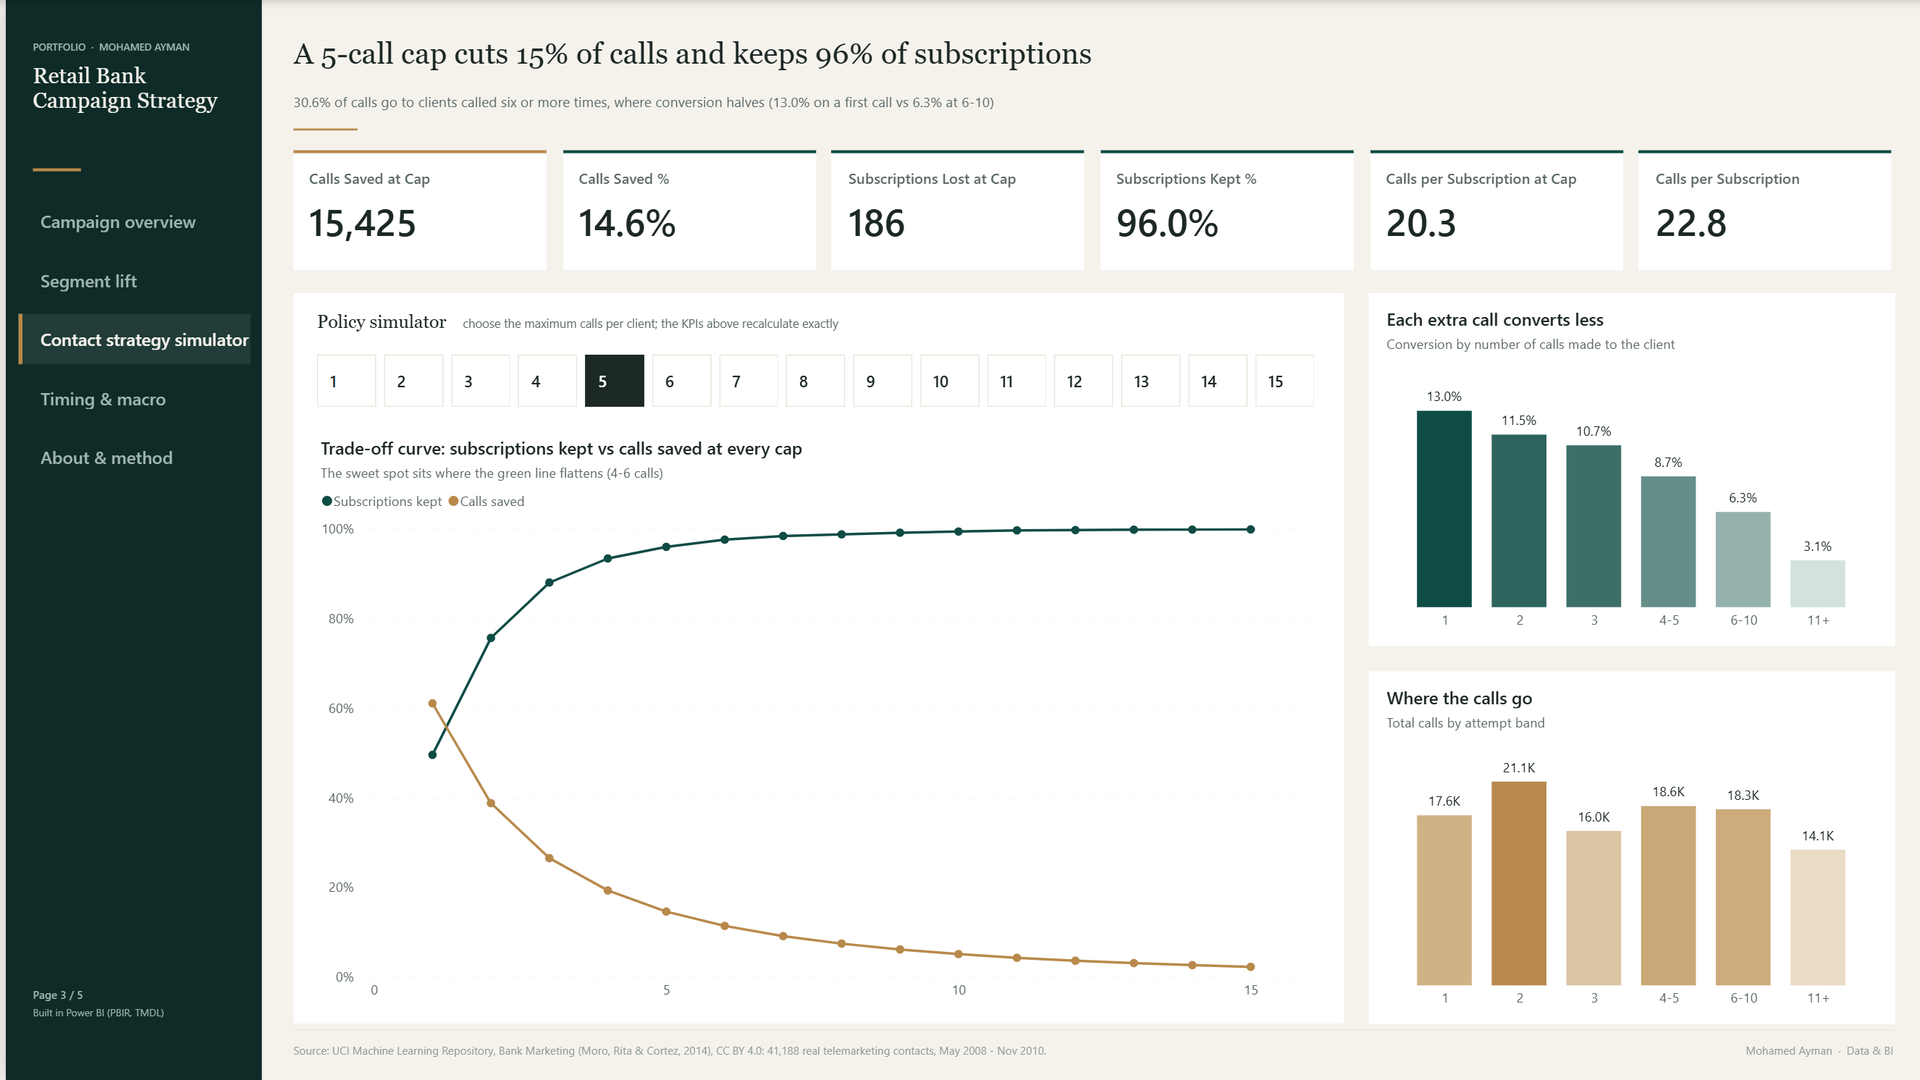 PORTFOLIO · MOHAMED AYMAN
Retail Bank
Campaign Strategy
Campaign overview
Segment lift
Contact strategy simulator
Timing & macro
About & method
Page 3 / 5
Built in Power BI (PBIR, TMDL)
A 5-call cap cuts 15% of calls and keeps 96% of subscriptions
30.6% of calls go to clients called six or more times, where conversion halves (13.0% on a first call vs 6.3% at 6-10)
Calls Saved at Cap
15,425
Calls Saved %
14.6%
Subscriptions Lost at Cap
186
Subscriptions Kept %
96.0%
Calls per Subscription at Cap
20.3
Calls per Subscription
22.8
Policy simulator choose the maximum calls per client; the KPIs above recalculate exactly
1 2 3 4 5 6 7 8 9 10 11 12 13 14 15
Trade-off curve: subscriptions kept vs calls saved at every cap
The sweet spot sits where the green line flattens (4-6 calls)
Subscriptions kept Calls saved
100%
80%
60%
40%
20%
0%
0 5 10 15
Each extra call converts less
Conversion by number of calls made to the client
13.0%
11.5%
10.7%
8.7%
6.3%
3.1%
1 2 3 4-5 6-10 11+
Where the calls go
Total calls by attempt band
17.6K
21.1K
16.0K
18.6K
18.3K
14.1K
1 2 3 4-5 6-10 11+
Source: UCI Machine Learning Repository, Bank Marketing (Moro, Rita & Cortez, 2014), CC BY 4.0: 41,188 real telemarketing contacts, May 2008 - Nov 2010.
Mohamed Ayman · Data & BI